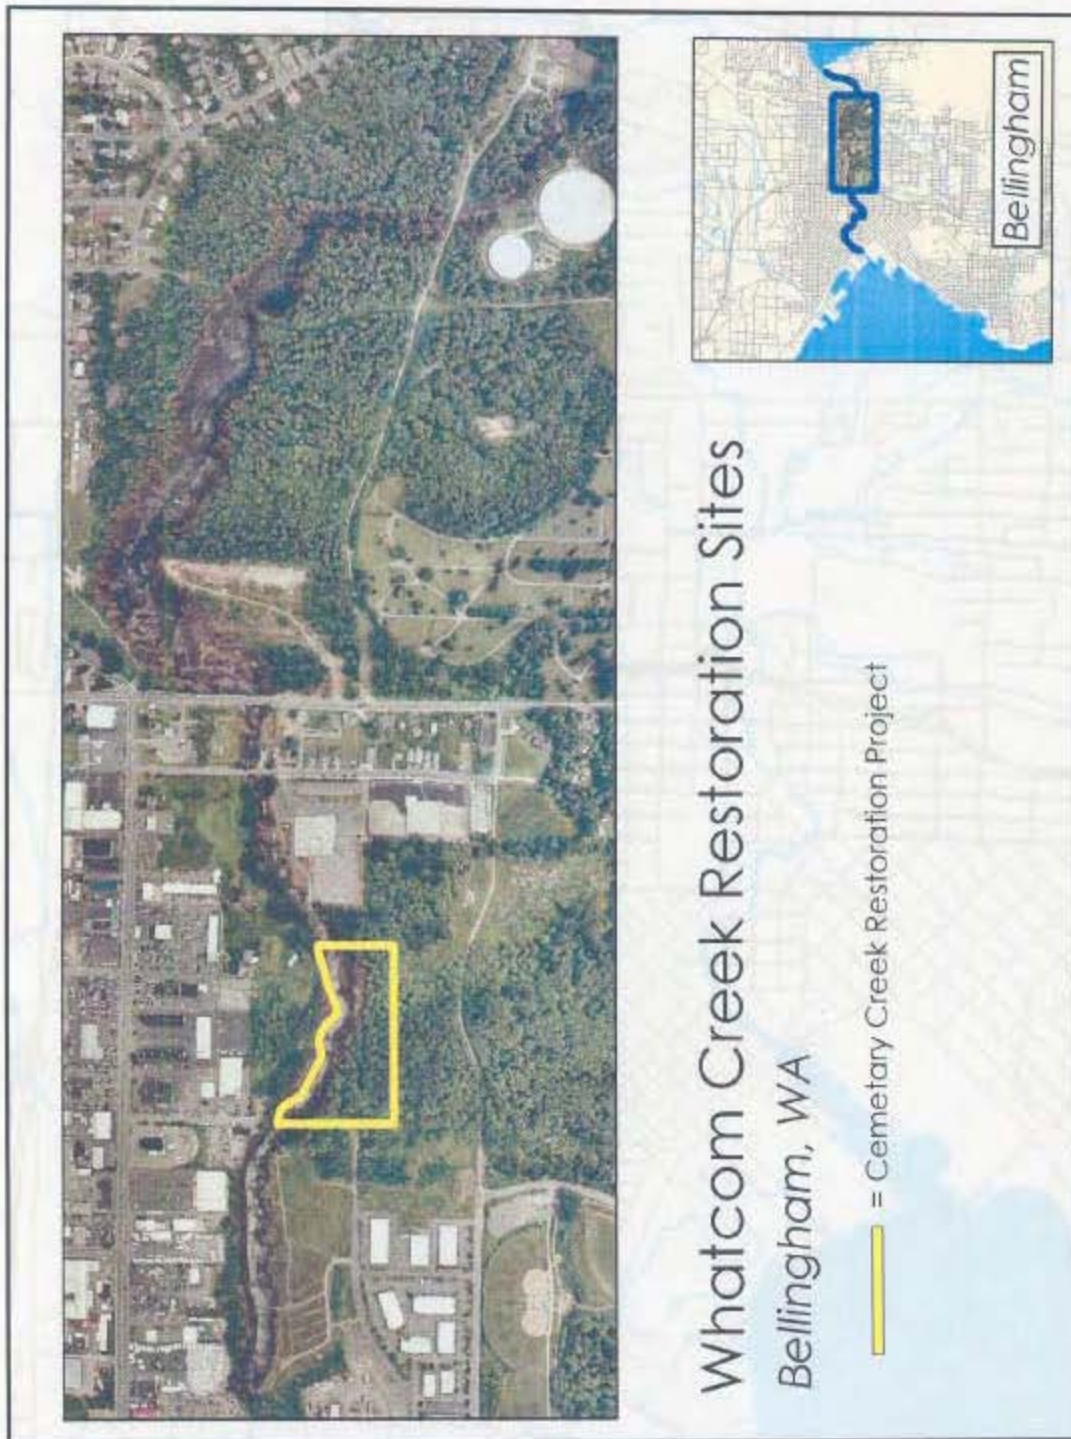 Whatcom Creek Restoration Sites
Bellingham, WA
= Cemetary Creek Restoration Project
Bellingham